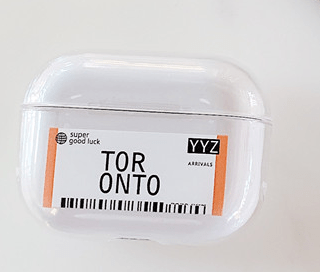 super
good luck
YYZ
ARRIVALS
TOR
ONTO